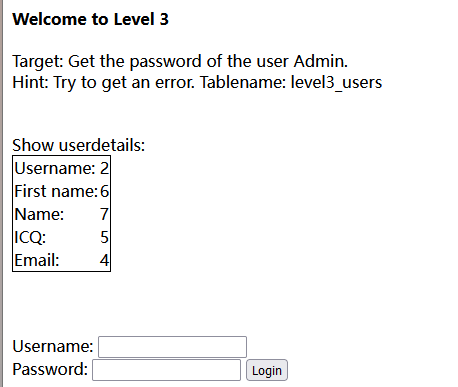 Welcome to Level 3
Target: Get the password of the user Admin.
Hint: Try to get an error. Tablename: level3_users
Show userdetails:
Username: 2
First name: 6
Name: 7
ICQ: 5
Email: 4
Username:
Password: Login